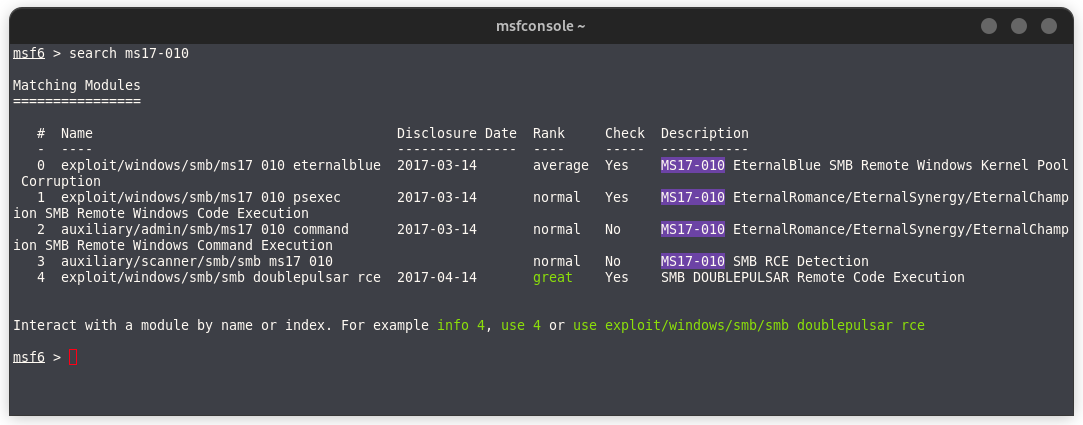 msfconsole ~
msf6 > search ms17-010
Matching Modules
================
#  Name                                      Disclosure Date  Rank     Check  Description
-  ----                                      ---------------  ----     -----  -----------
0  exploit/windows/smb/ms17 010 eternalblue  2017-03-14       average  Yes    MS17-010 EternalBlue SMB Remote Windows Kernel Pool
Corruption
1  exploit/windows/smb/ms17 010 psexec       2017-03-14       normal   Yes    MS17-010 EternalRomance/EternalSynergy/EternalChamp
ion SMB Remote Windows Code Execution
2  auxiliary/admin/smb/ms17 010 command      2017-03-14       normal   No     MS17-010 EternalRomance/EternalSynergy/EternalChamp
ion SMB Remote Windows Command Execution
3  auxiliary/scanner/smb/smb ms17 010                         normal   No     MS17-010 SMB RCE Detection
4  exploit/windows/smb/smb doublepulsar rce  2017-04-14       great    Yes    SMB DOUBLEPULSAR Remote Code Execution
Interact with a module by name or index. For example info 4, use 4 or use exploit/windows/smb/smb doublepulsar rce
msf6 >